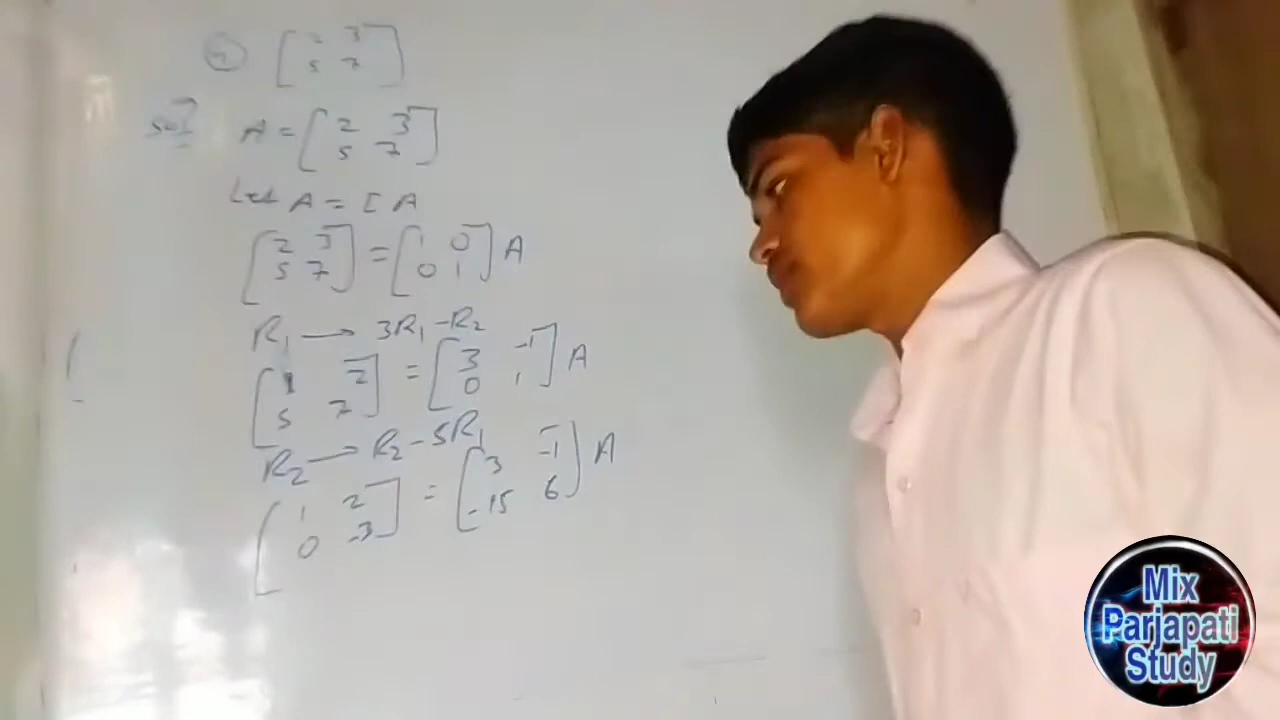 [2 3
5 7]
Sol? A = [2 3
5 7]
Let A = I A
[2 3
5 7] = [1 0
0 1] A
R₁ → 3R₁ - R₂
[1 2
5 7] = [3 -1
0 1] A
R₂ → R₂ - 5R₁
[1 2
0 -3] = [3 -1
-15 6] A
Mix
Parjapati
Study